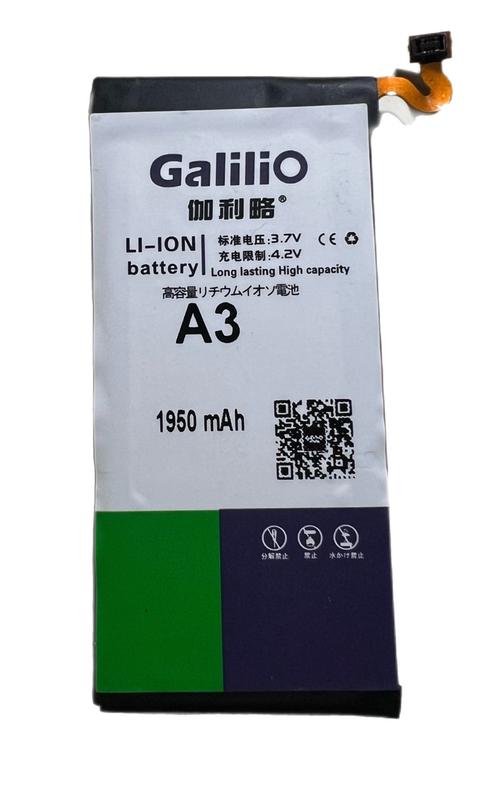 GaliliO
伽利略®
LI-ION
battery
标准电压:3.7V
充电限制:4.2V
CE
Long lasting High capacity
高容量リチウムイオソ電池
A3
1950 mAh
分解禁止
禁止
水かけ禁止